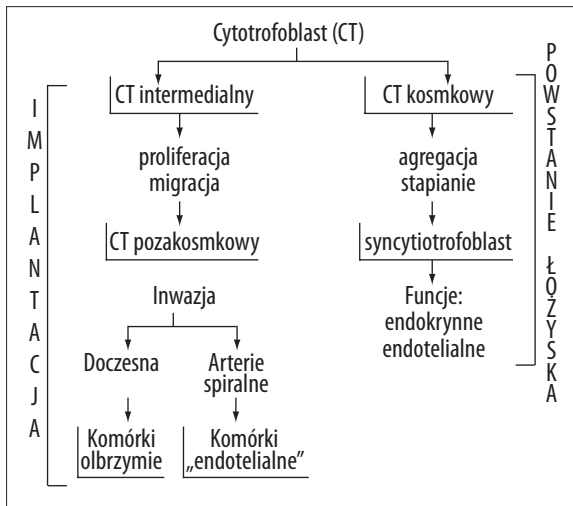 Cytotrofoblast (CT)
IMPLANTACJA
CT intermedialny
proliferacja
migracja
CT pozakosmkowy
Inwazja
Doczesna
Arterie
spiralne
Komórki
olbrzymie
Komórki
„endotelialne”
CT kosmkowy
agregacja
stapianie
syncytiotrofoblast
Funcje:
endokrynne
endotelialne
POWSTANIE ŁOŻYSKA